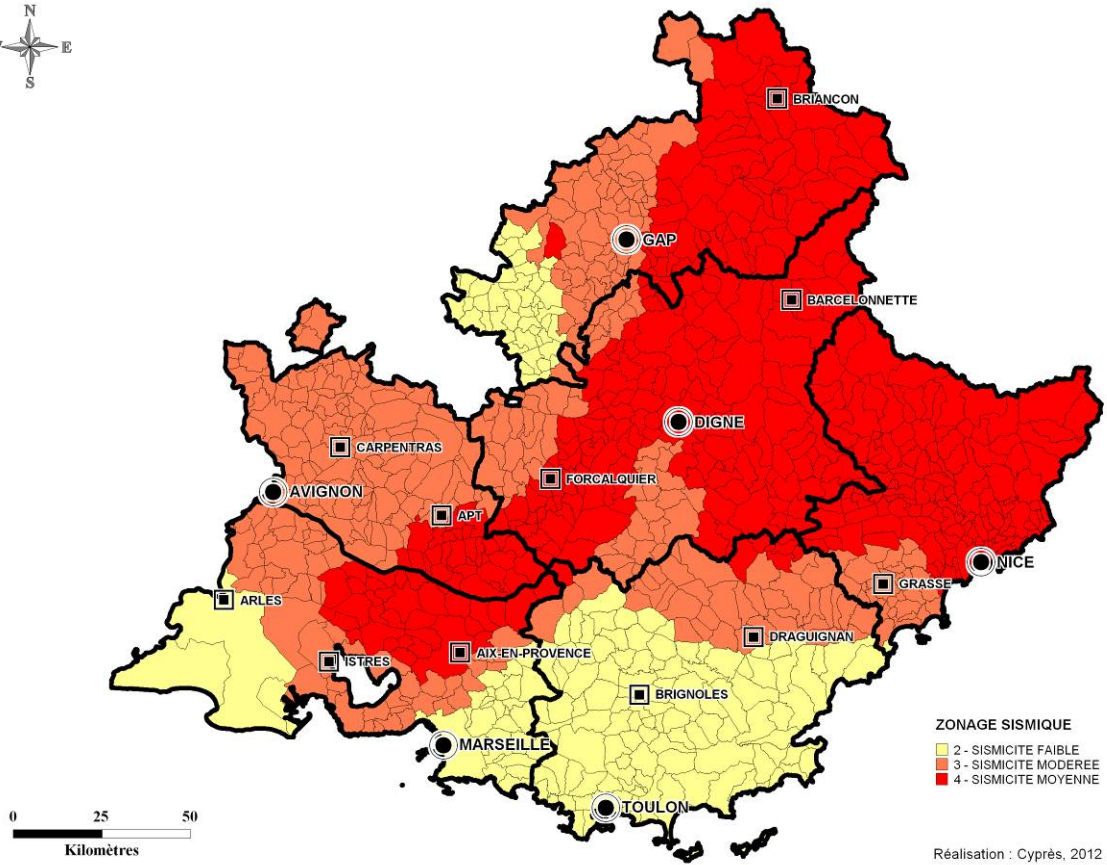 N
E
S
BRIANCON
GAP
BARCELONNETTE
DIGNE
CARPENTRAS
FORCALQUIER
AVIGNON
APT
NICE
GRASSE
ARLES
DRAGUIGNAN
AIX-EN-PROVENCE
ISTRES
BRIGNOLES
MARSEILLE
TOULON
ZONAGE SISMIQUE
2 - SISMICITE FAIBLE
3 - SISMICITE MODEREE
4 - SISMICITE MOYENNE
0 25 50
Kilomètres
Réalisation : Cyprès, 2012